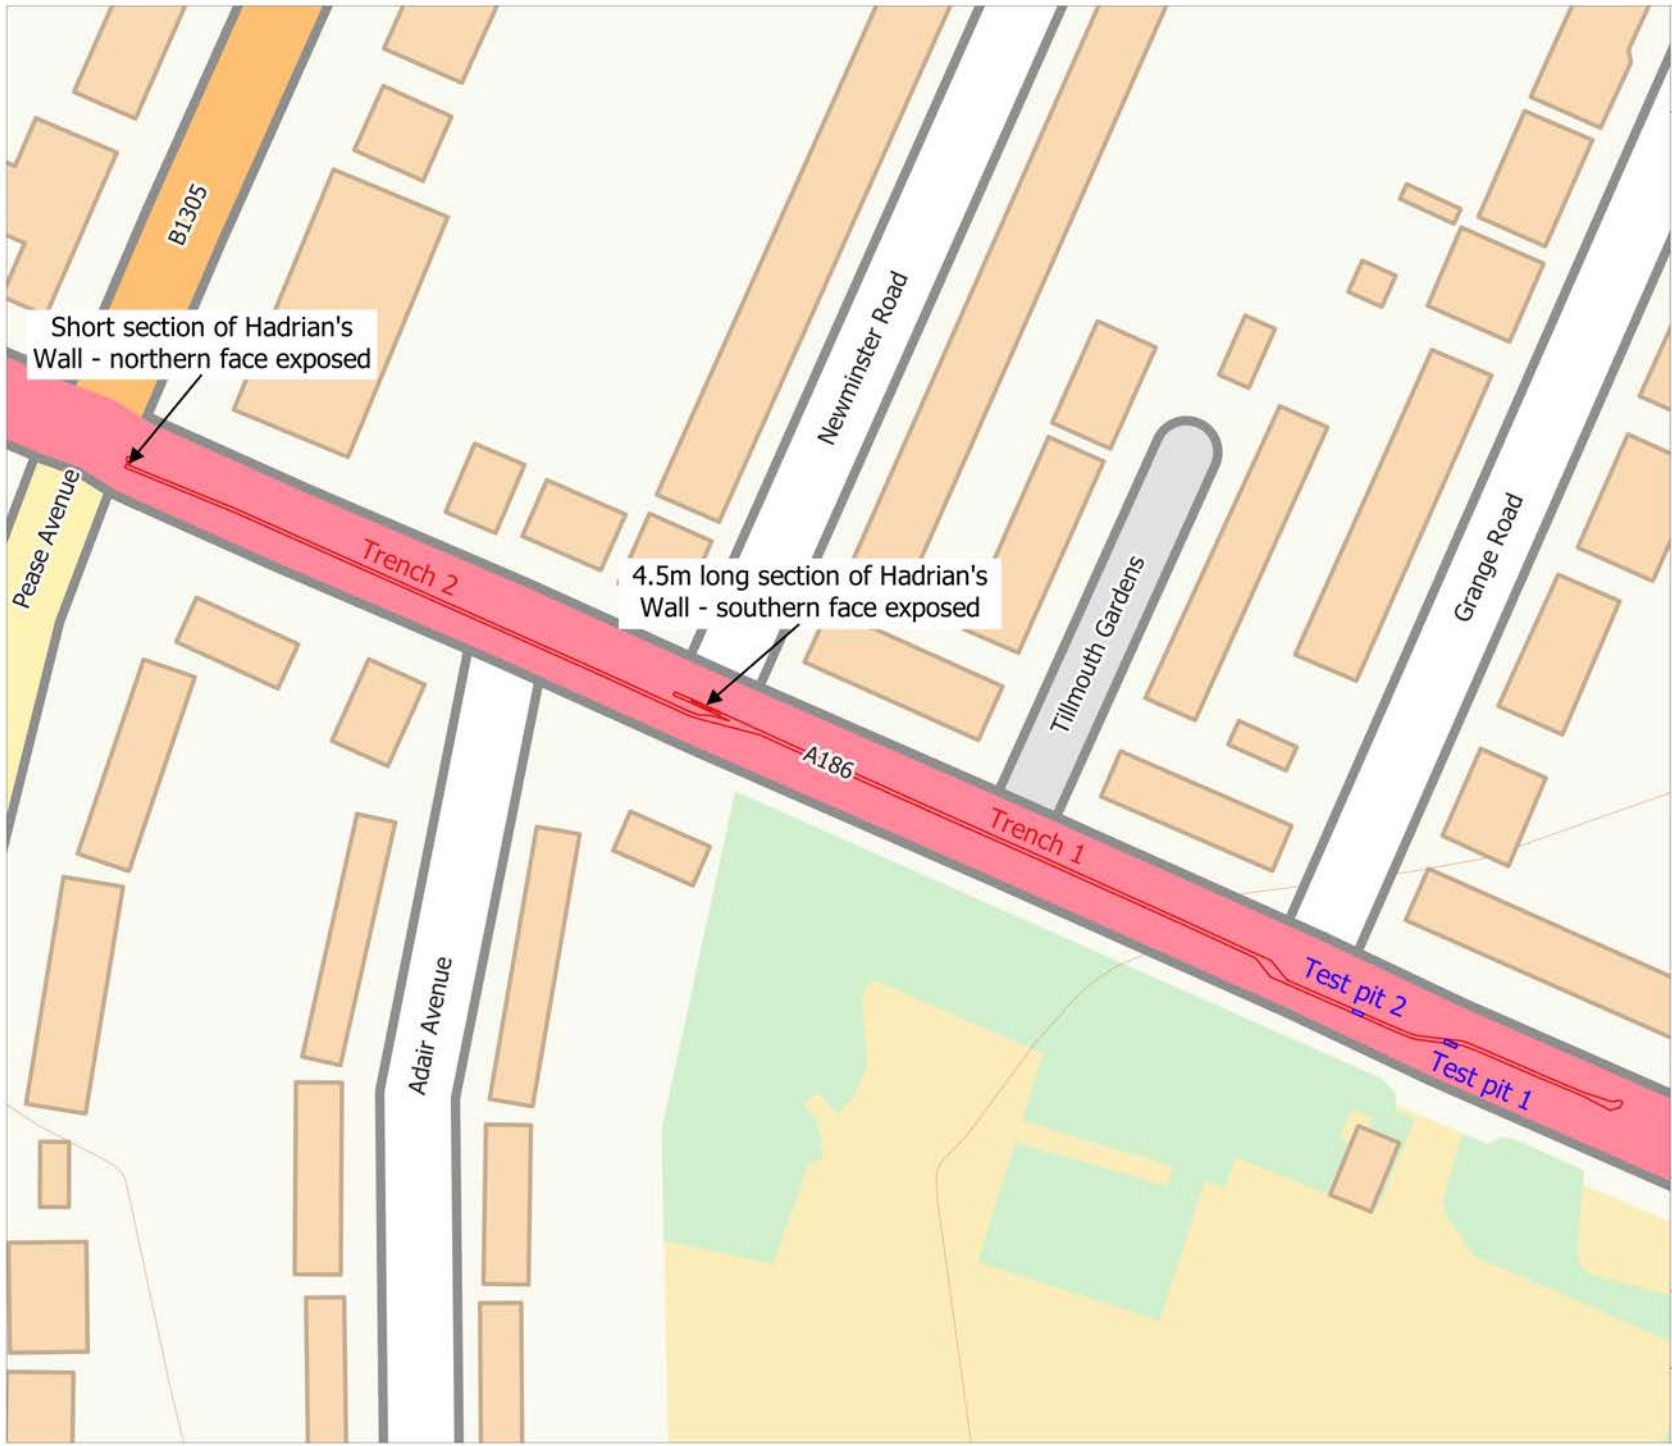 B1305
Short section of Hadrian's
Wall - northern face exposed
Newminster Road
Pease Avenue
Trench 2
4.5m long section of Hadrian's
Wall - southern face exposed
Tillmouth Gardens
Grange Road
A186
Trench 1
Adair Avenue
Test pit 2
Test pit 1